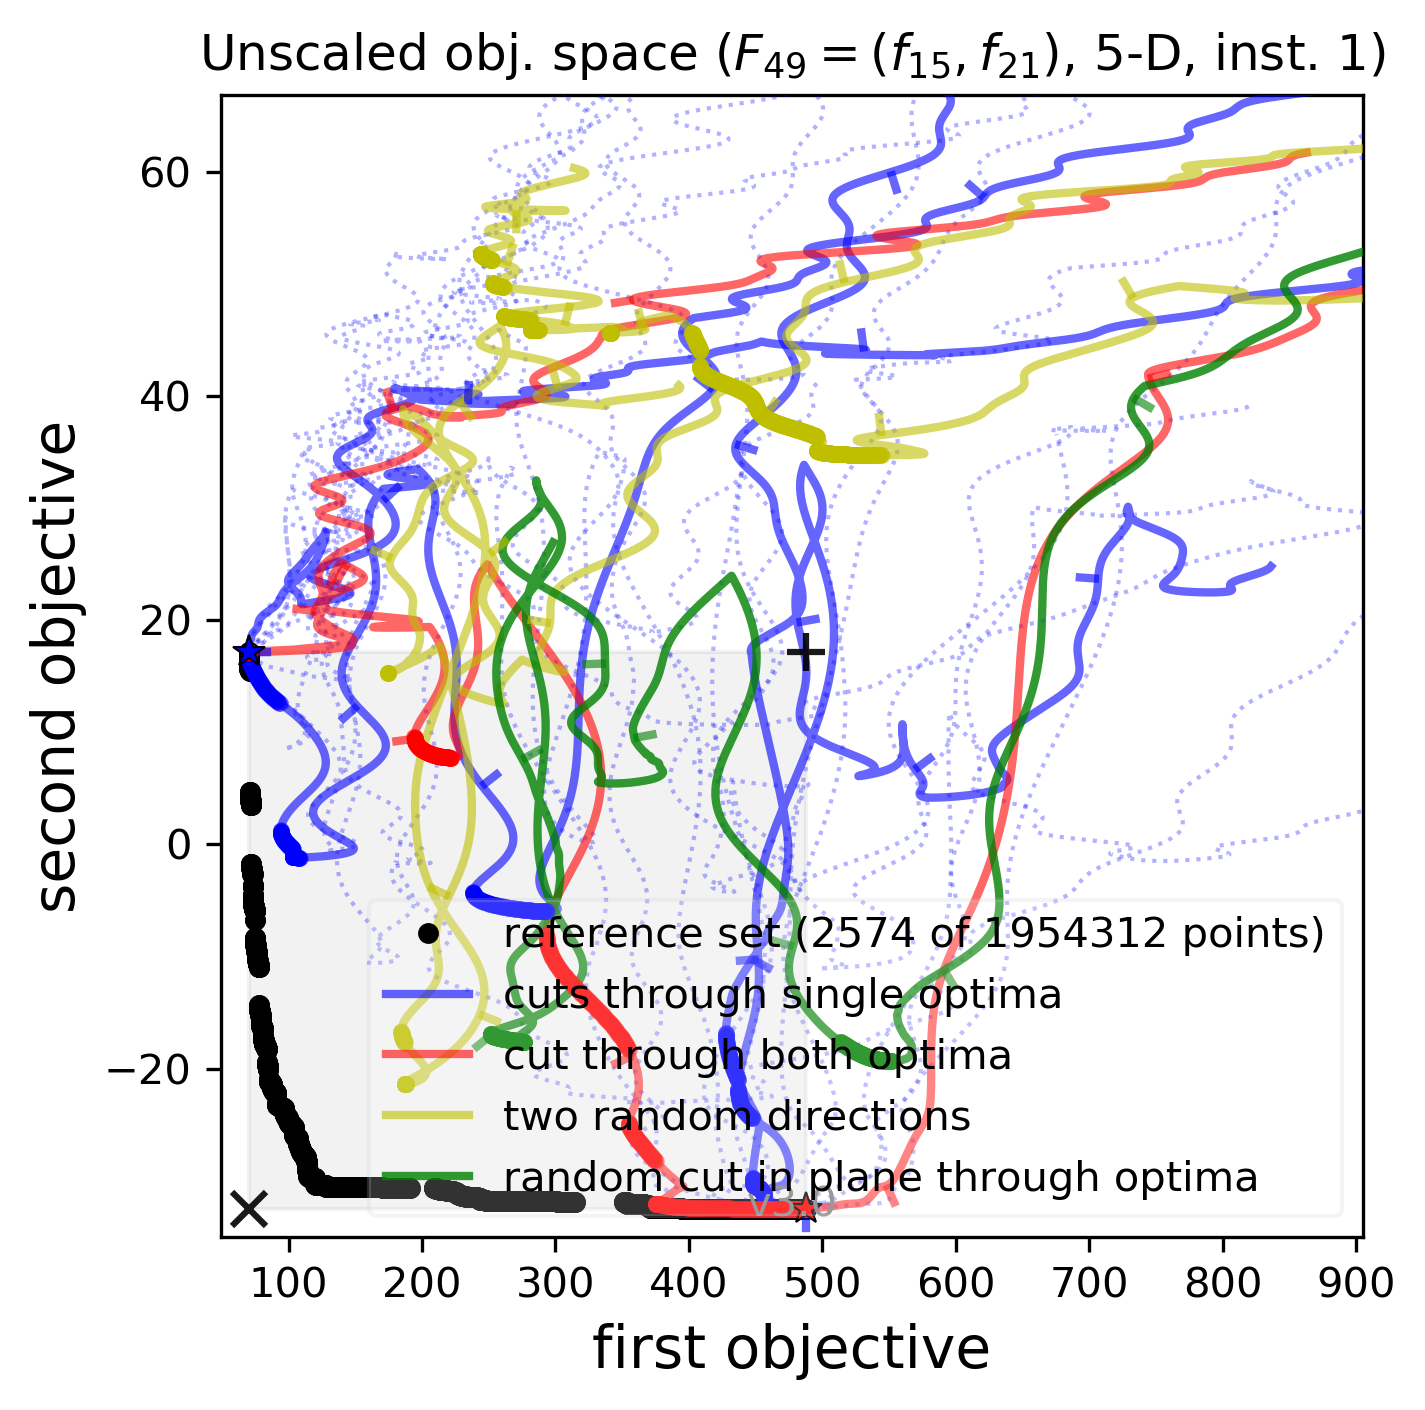 Unscaled obj. space (F₄₉ = (f₁₅, f₂₁), 5-D, inst. 1)
60
40
20
0
−20
second objective
reference set (2574 of 1954312 points)
cuts through single optima
cut through both optima
two random directions
random cut in plane through optima
v3.0
100 200 300 400 500 600 700 800 900
first objective